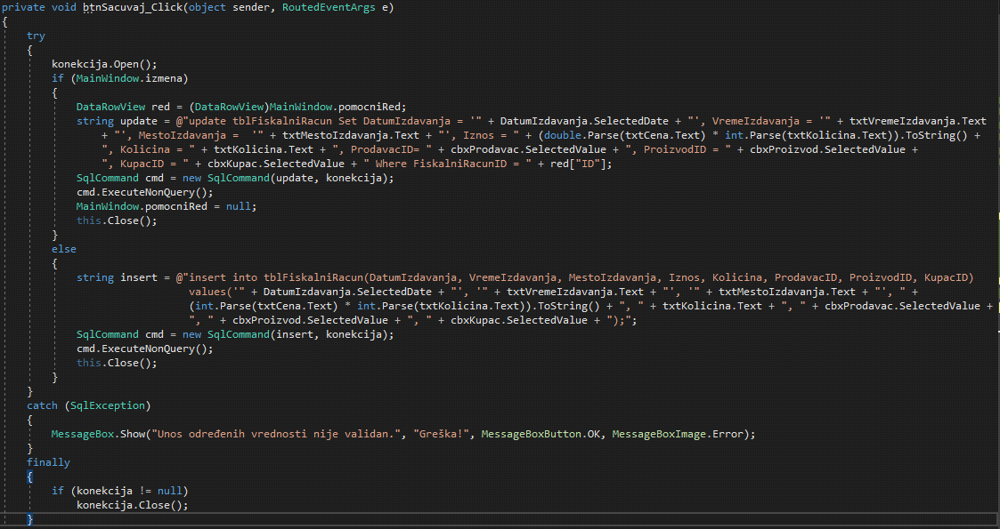 private void btnSacuvaj_Click(object sender, RoutedEventArgs e)
{
    try
    {
        konekcija.Open();
        if (MainWindow.izmena)
        {
            DataRowView red = (DataRowView)MainWindow.pomocniRed;
            string update = @"update tblFiskalniRacun Set DatumIzdavanja = '" + DatumIzdavanja.SelectedDate + "', VremeIzdavanja = '" + txtVremeIzdavanja.Text
                + "', MestoIzdavanja =  '" + txtMestoIzdavanja.Text + "', Iznos = " + (double.Parse(txtCena.Text) * int.Parse(txtKolicina.Text)).ToString() +
                ", Kolicina = " + txtKolicina.Text + ", ProdavacID= " + cbxProdavac.SelectedValue + ", ProizvodID = " + cbxProizvod.SelectedValue +
                ", KupacID = " + cbxKupac.SelectedValue + " Where FiskalniRacunID = " + red["ID"];
            SqlCommand cmd = new SqlCommand(update, konekcija);
            cmd.ExecuteNonQuery();
            MainWindow.pomocniRed = null;
            this.Close();
        }
        else
        {
            string insert = @"insert into tblFiskalniRacun(DatumIzdavanja, VremeIzdavanja, MestoIzdavanja, Iznos, Kolicina, ProdavacID, ProizvodID, KupacID)
                              values('" + DatumIzdavanja.SelectedDate + "', '" + txtVremeIzdavanja.Text + "', '" + txtMestoIzdavanja.Text + "', " +
                              (int.Parse(txtCena.Text) * int.Parse(txtKolicina.Text)).ToString() + ", " + txtKolicina.Text + ", " + cbxProdavac.SelectedValue +
                              ", " + cbxProizvod.SelectedValue + ", " + cbxKupac.SelectedValue + ");";
            SqlCommand cmd = new SqlCommand(insert, konekcija);
            cmd.ExecuteNonQuery();
            this.Close();
        }
    }
    catch (SqlException)
    {
        MessageBox.Show("Unos određenih vrednosti nije validan.", "Greška!", MessageBoxButton.OK, MessageBoxImage.Error);
    }
    finally
    {
        if (konekcija != null)
            konekcija.Close();
    }